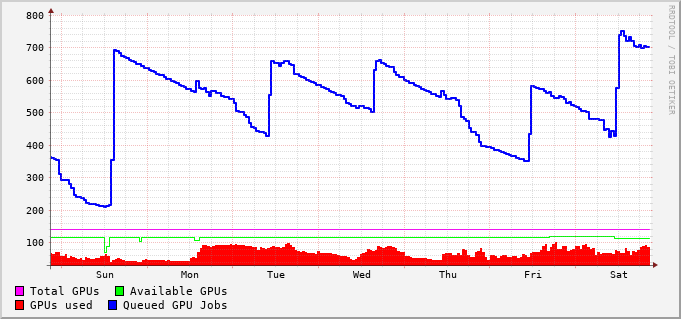 800
700
600
500
400
300
200
100
Sun Mon Tue Wed Thu Fri Sat
RRDTOOL / TOBI OETIKER
Total GPUs Available GPUs
GPUs used Queued GPU Jobs